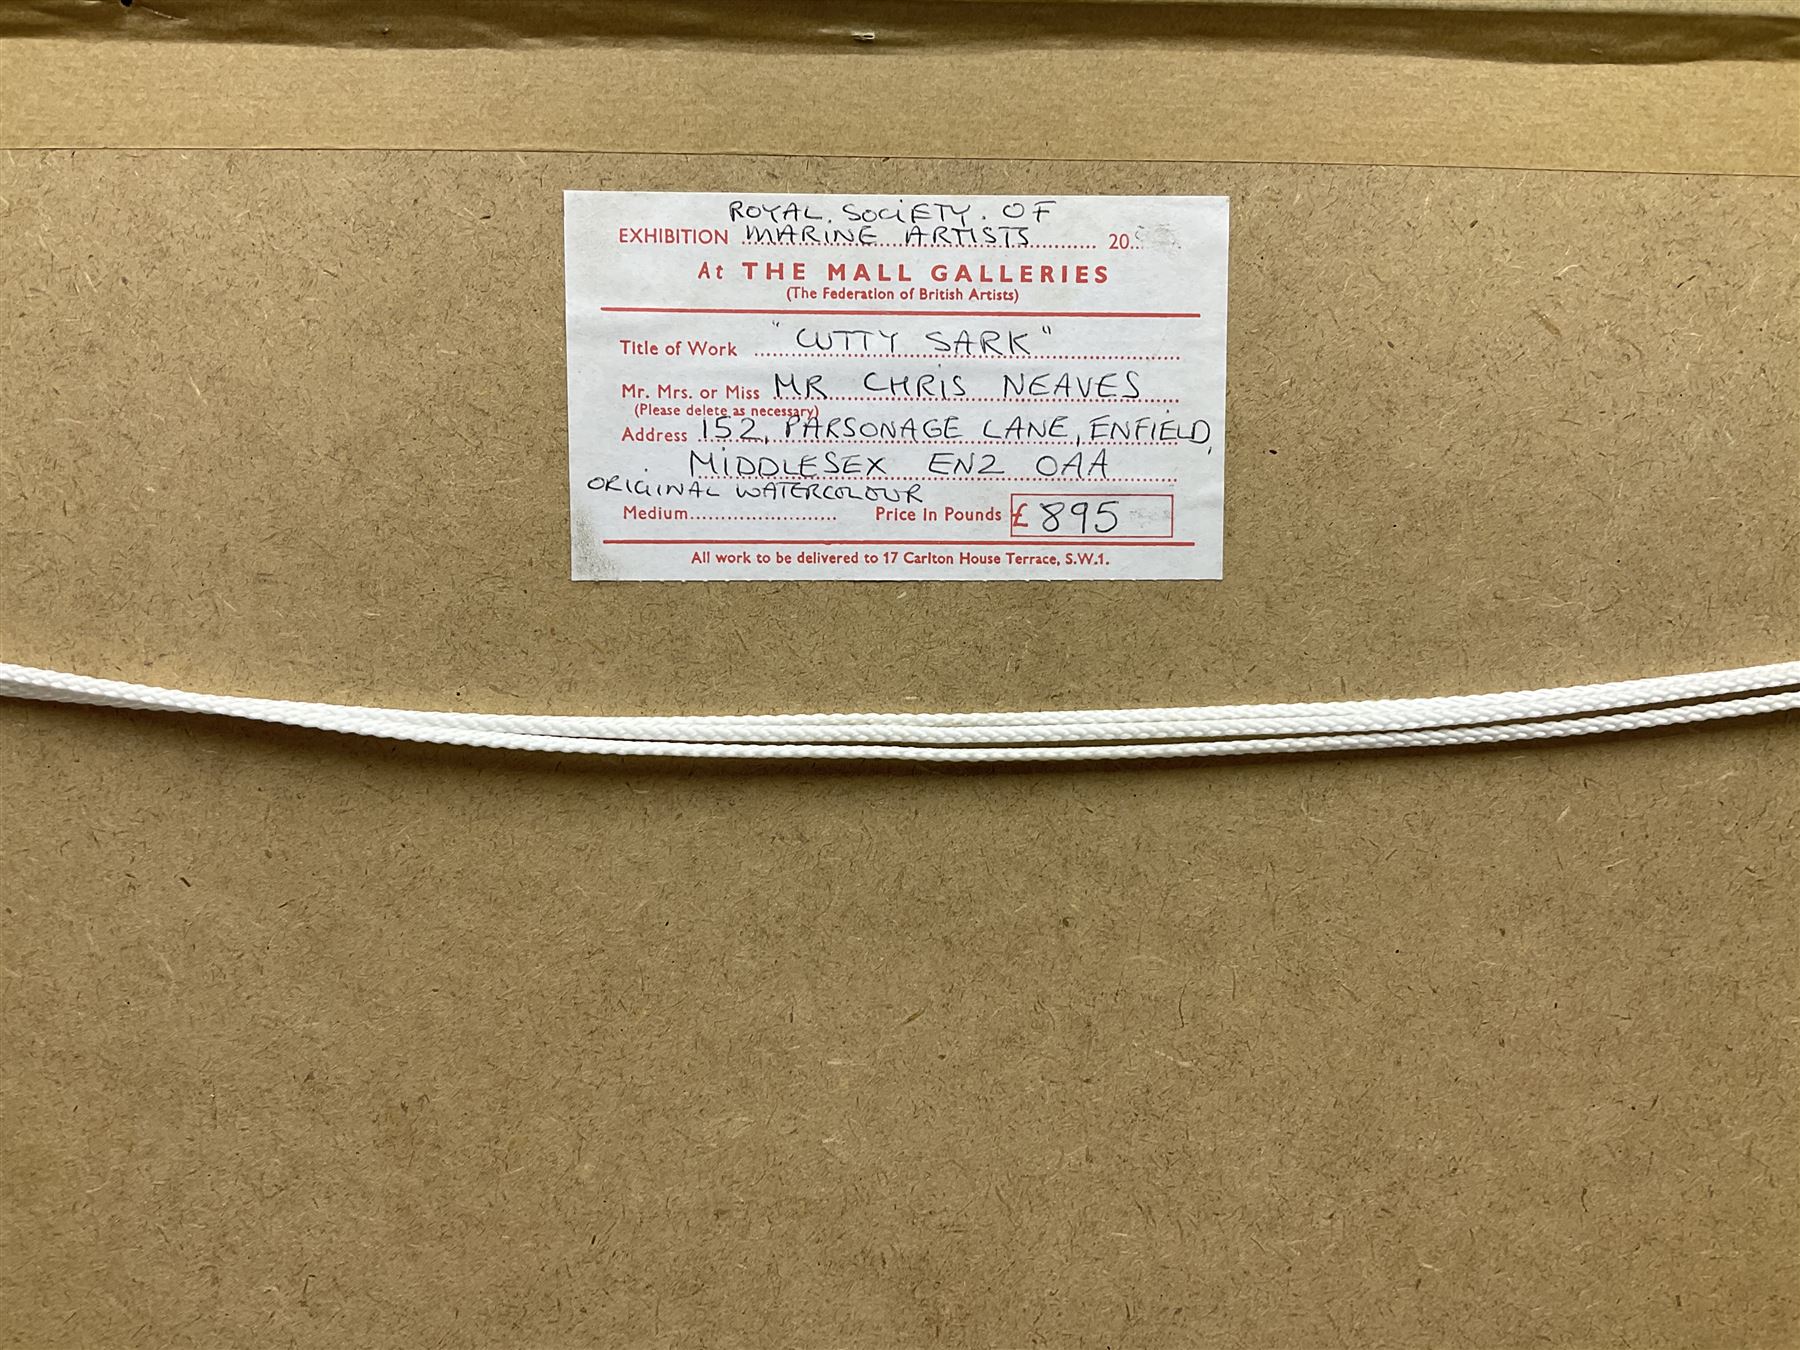 ROYAL. SOCIETY. OF
EXHIBITION MARINE ARTISTS 20
At THE MALL GALLERIES
(The Federation of British Artists)
Title of Work "CUTTY SARK"
Mr. Mrs. or Miss MR CHRIS NEAVES
(Please delete as necessary)
Address 152, PARSONAGE LANE, ENFIELD,
MIDDLESEX EN2 0AA
ORIGINAL WATERCOLOUR
Medium Price in Pounds £ 895
All work to be delivered to 17 Carlton House Terrace, S.W.1.